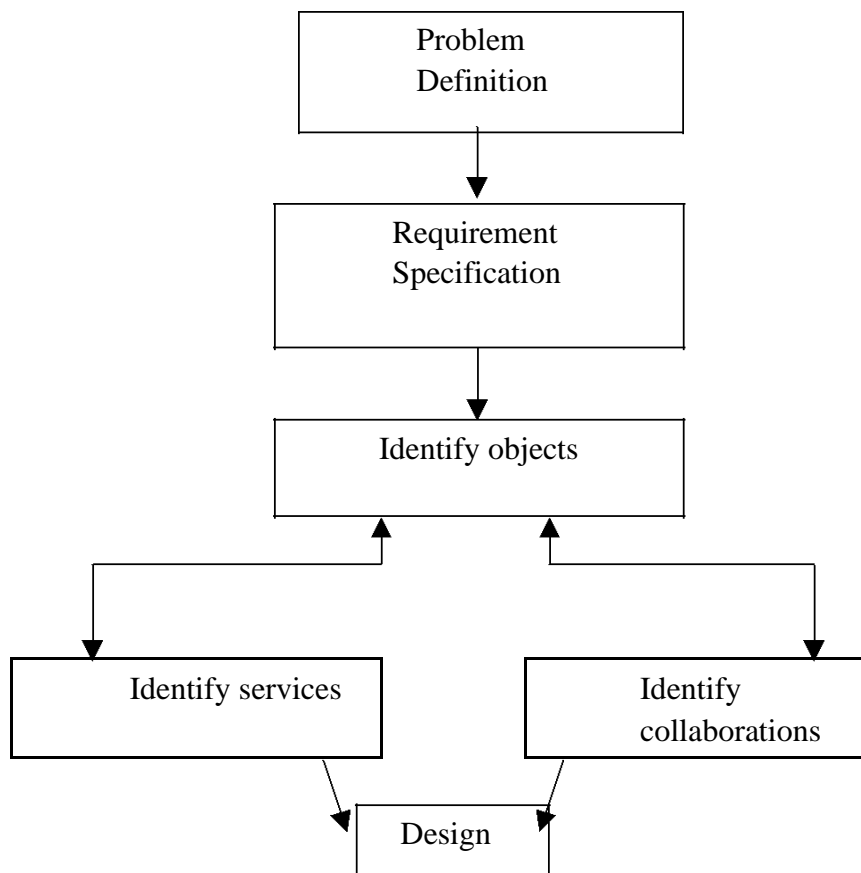 Problem
Definition
Requirement
Specification
Identify objects
Identify services
Identify
collaborations
Design